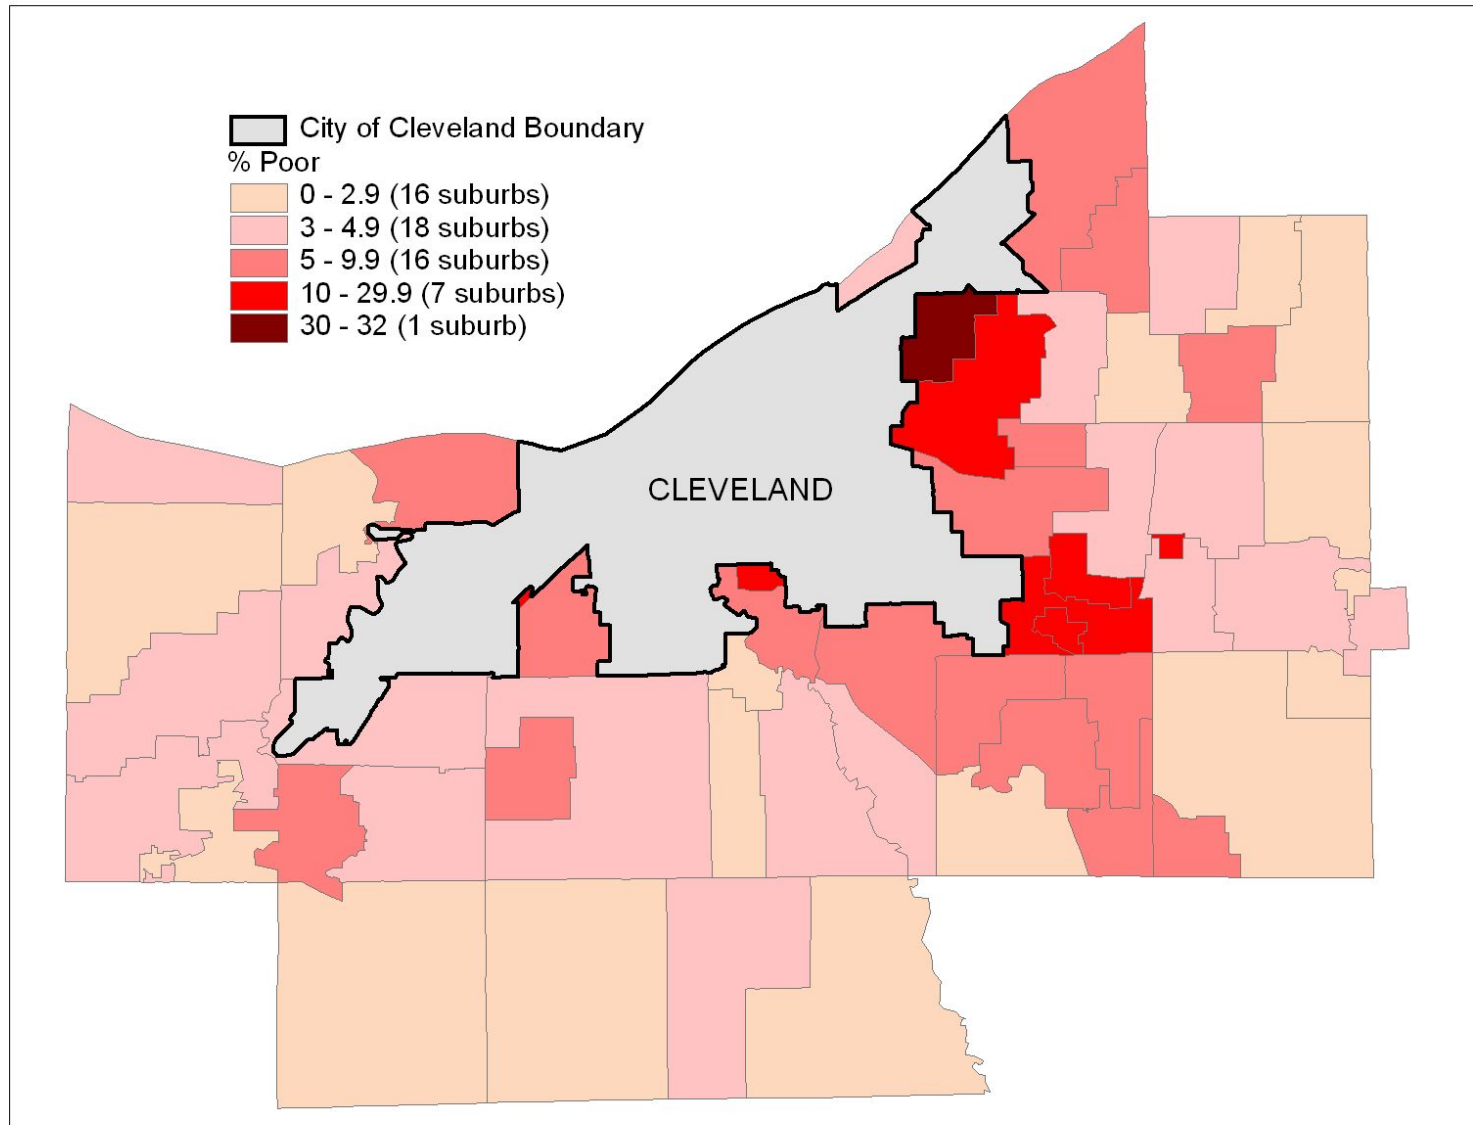 City of Cleveland Boundary
% Poor
0 - 2.9 (16 suburbs)
3 - 4.9 (18 suburbs)
5 - 9.9 (16 suburbs)
10 - 29.9 (7 suburbs)
30 - 32 (1 suburb)
CLEVELAND